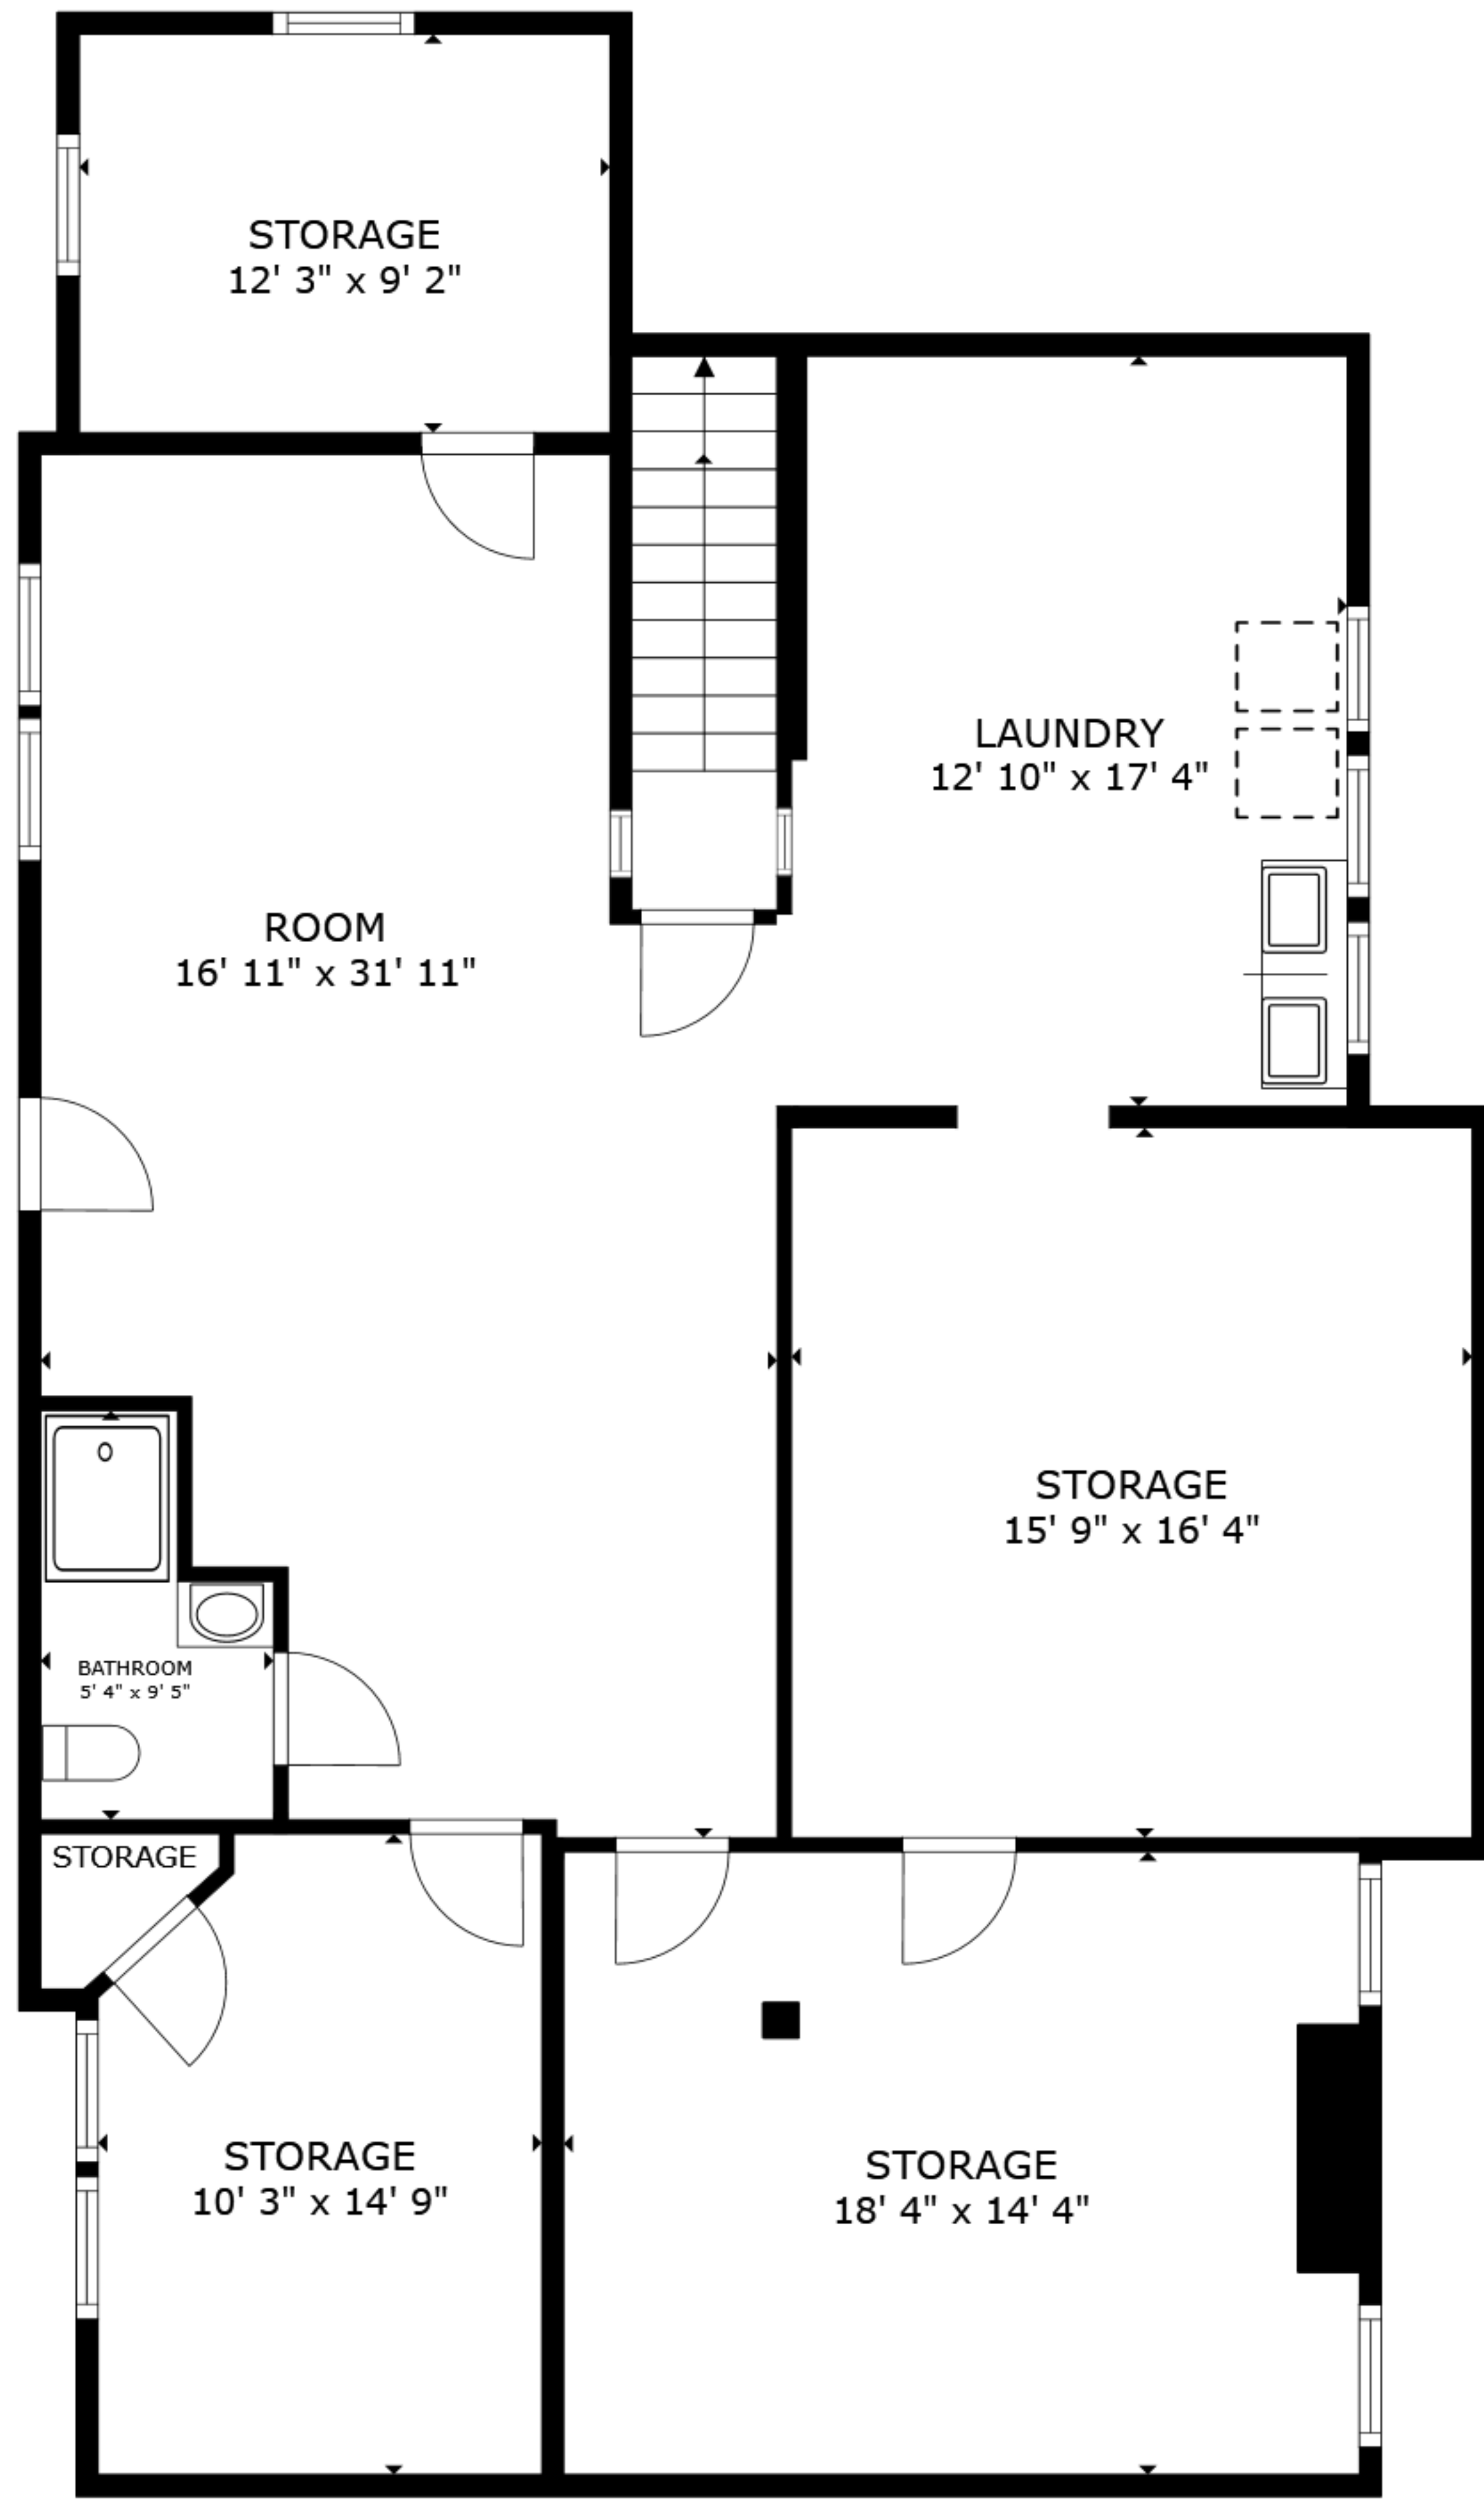 STORAGE
12' 3" x 9' 2"
LAUNDRY
12' 10" x 17' 4"
ROOM
16' 11" x 31' 11"
STORAGE
15' 9" x 16' 4"
BATHROOM
5' 4" x 9' 5"
STORAGE
STORAGE
10' 3" x 14' 9"
STORAGE
18' 4" x 14' 4"